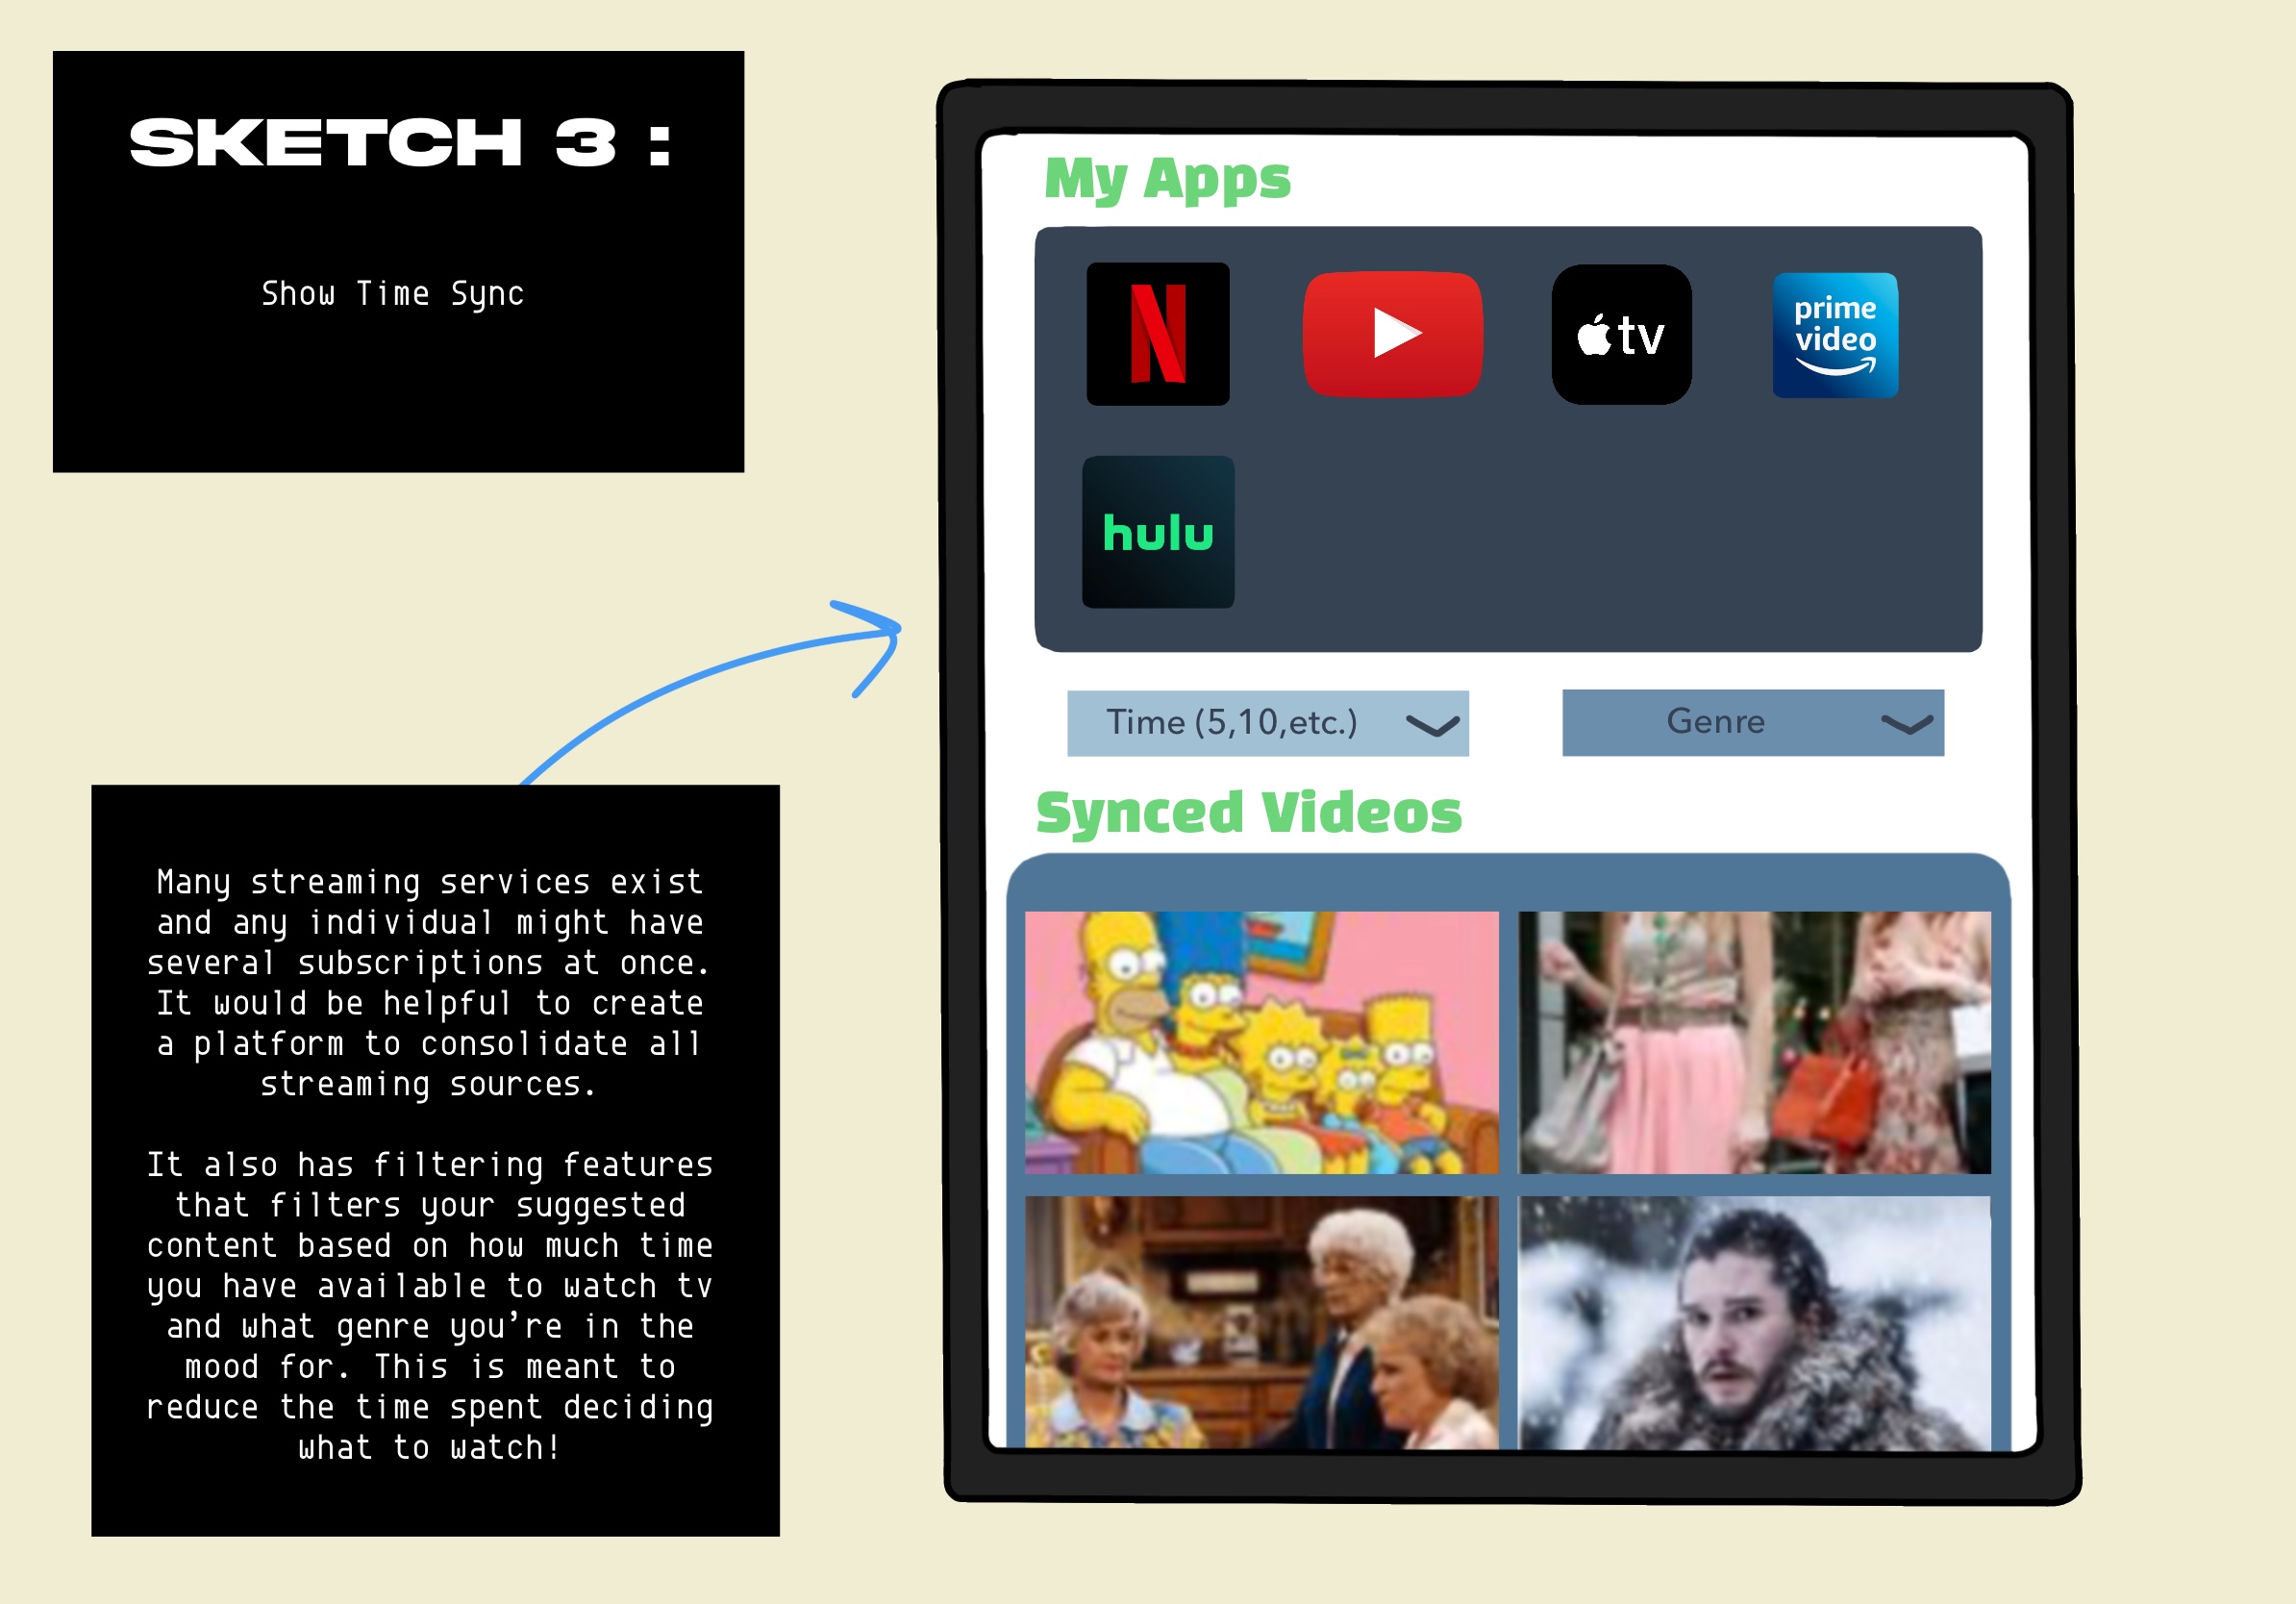 SKETCH 3 :
Show Time Sync
Many streaming services exist
and any individual might have
several subscriptions at once.
It would be helpful to create
a platform to consolidate all
streaming sources.
It also has filtering features
that filters your suggested
content based on how much time
you have available to watch tv
and what genre you’re in the
mood for. This is meant to
reduce the time spent deciding
what to watch!
My Apps
N
tv
prime
video
hulu
Time (5,10,etc.)
Genre
Synced Videos